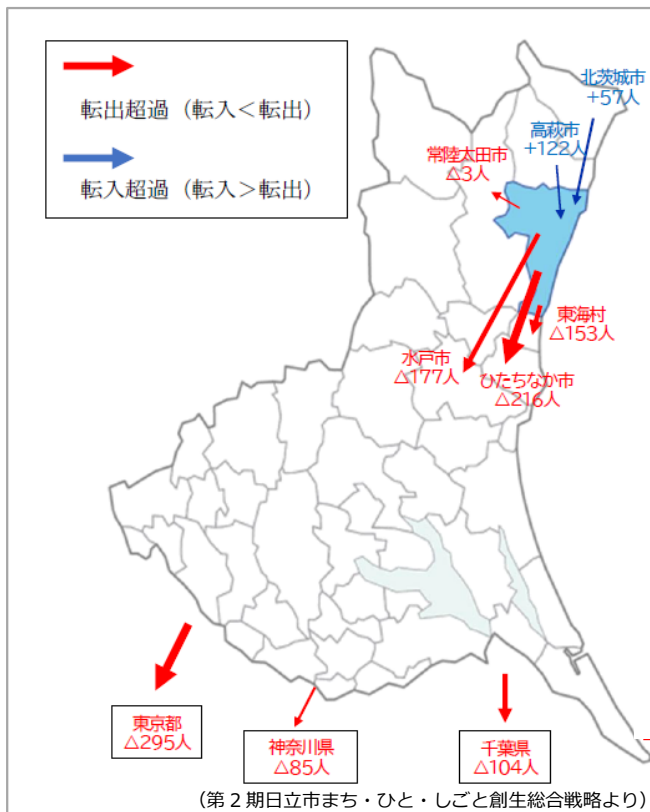 転出超過（転入＜転出）
転入超過（転入＞転出）
北茨城市
+57人
高萩市
+122人
常陸太田市
△3人
東海村
△153人
水戸市
△177人
ひたちなか市
△216人
東京都
△295人
神奈川県
△85人
千葉県
△104人
（第２期日立市まち・ひと・しごと創生総合戦略より）